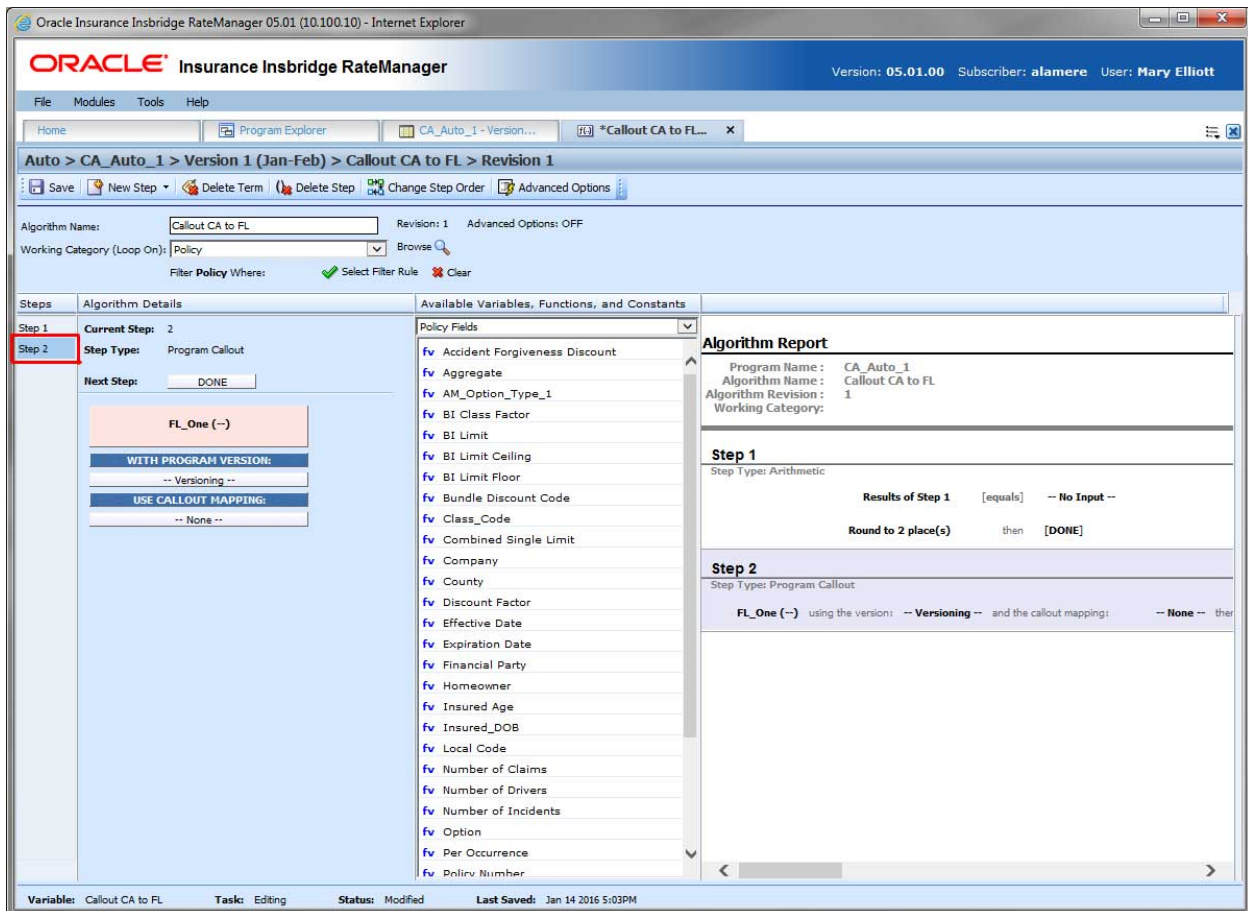 Oracle Insurance Insbridge RateManager 05.01 (10.100.10) - Internet Explorer
ORACLE Insurance Insbridge RateManager
Version: 05.01.00 Subscriber: alamere User: Mary Elliott
File Modules Tools Help
Home Program Explorer CA_Auto_1 - Version... f(x) *Callout CA to FL... x
Auto > CA_Auto_1 > Version 1 (Jan-Feb) > Callout CA to FL > Revision 1
Save New Step Delete Term Delete Step Change Step Order Advanced Options
Algorithm Name: Callout CA to FL Revision: 1 Advanced Options: OFF
Working Category (Loop On): Policy Browse
Filter Policy Where: Select Filter Rule Clear
Steps Algorithm Details Available Variables, Functions, and Constants
Step 1
Step 2
Current Step: 2
Step Type: Program Callout
Next Step: DONE
FL_One (--)
WITH PROGRAM VERSION:
-- Versioning --
USE CALLOUT MAPPING:
-- None --
Policy Fields
fv Accident Forgiveness Discount
fv Aggregate
fv AM_Option_Type_1
fv BI Class Factor
fv BI Limit
fv BI Limit Ceiling
fv BI Limit Floor
fv Bundle Discount Code
fv Class_Code
fv Combined Single Limit
fv Company
fv County
fv Discount Factor
fv Effective Date
fv Expiration Date
fv Financial Party
fv Homeowner
fv Insured Age
fv Insured_DOB
fv Local Code
fv Number of Claims
fv Number of Drivers
fv Number of Incidents
fv Option
fv Per Occurrence
fv Policy Number
Algorithm Report
Program Name : CA_Auto_1
Algorithm Name : Callout CA to FL
Algorithm Revision : 1
Working Category:
Step 1
Step Type: Arithmetic
Results of Step 1 [equals] -- No Input --
Round to 2 place(s) then [DONE]
Step 2
Step Type: Program Callout
FL_One (--) using the version: -- Versioning -- and the callout mapping: -- None -- then
Variable: Callout CA to FL Task: Editing Status: Modified Last Saved: Jan 14 2016 5:03PM